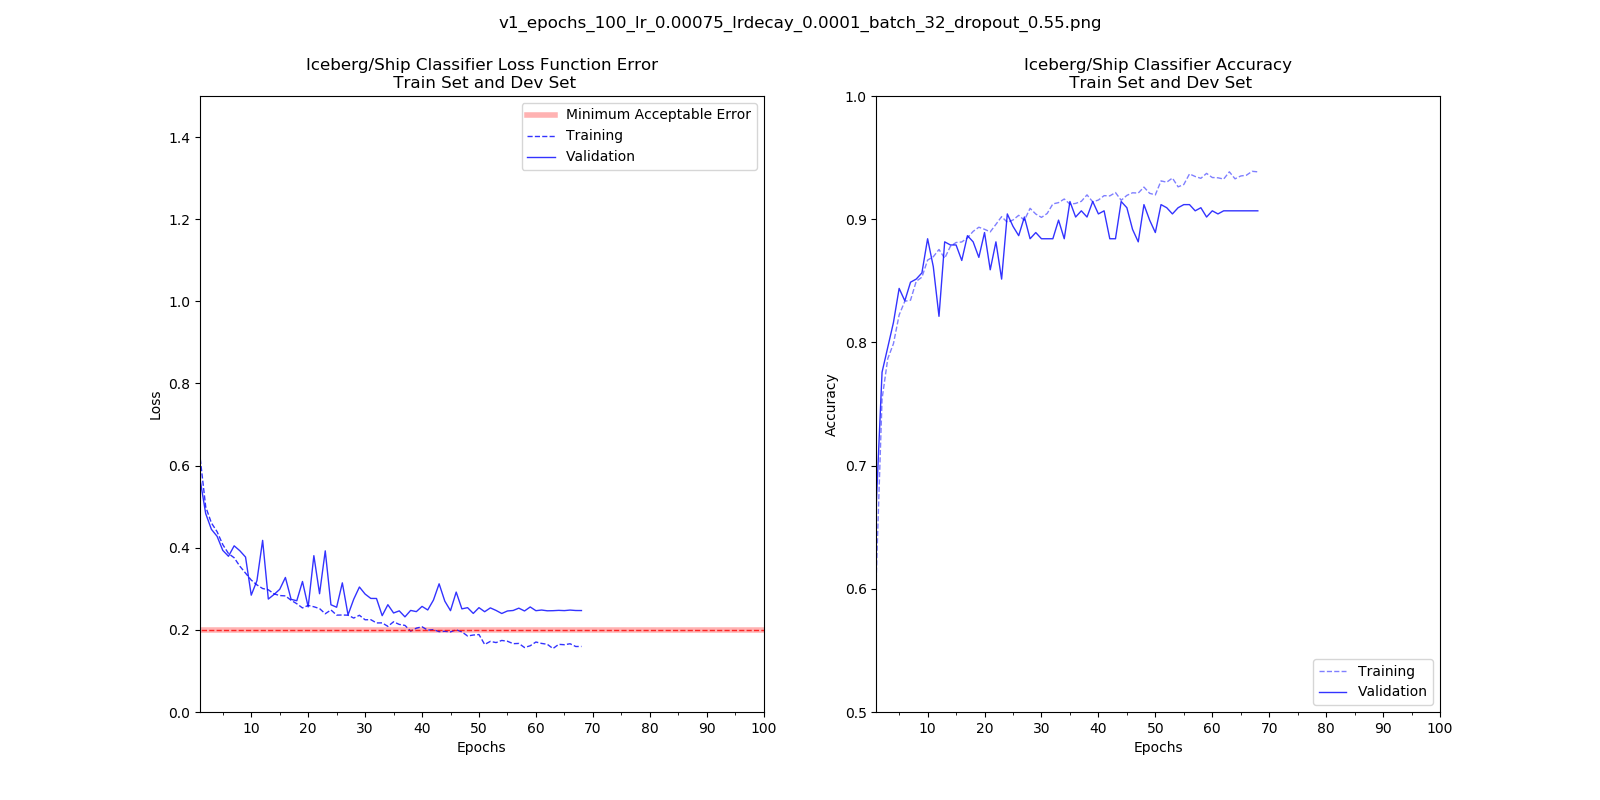 v1_epochs_100_lr_0.00075_lrdecay_0.0001_batch_32_dropout_0.55.png
Iceberg/Ship Classifier Loss Function Error
Train Set and Dev Set
1.4
1.2
1.0
0.8
0.6
0.4
0.2
0.0
Loss
Minimum Acceptable Error
Training
Validation
10 20 30 40 50 60 70 80 90 100
Epochs
Iceberg/Ship Classifier Accuracy
Train Set and Dev Set
1.0
0.9
0.8
0.7
0.6
0.5
Accuracy
Training
Validation
10 20 30 40 50 60 70 80 90 100
Epochs